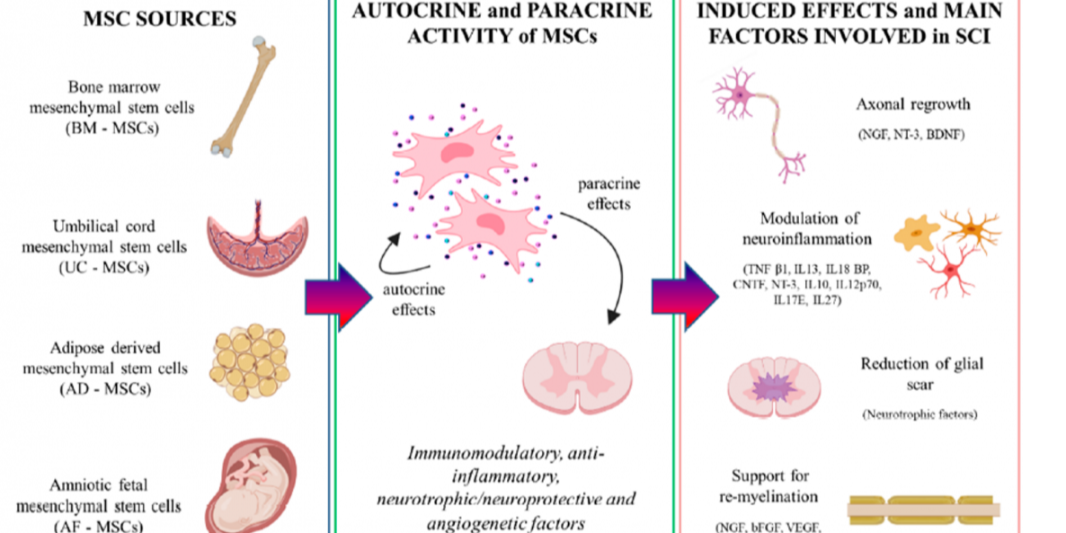 MSC SOURCES
Bone marrow
mesenchymal stem cells
(BM - MSCs)
Umbilical cord
mesenchymal stem cells
(UC - MSCs)
Adipose derived
mesenchymal stem cells
(AD - MSCs)
Amniotic fetal
mesenchymal stem cells
(AF - MSCs)
AUTOCRINE and PARACRINE
ACTIVITY of MSCs
paracrine
effects
autocrine
effects
Immunomodulatory, anti-
inflammatory,
neurotrophic/neuroprotective and
angiogenetic factors
INDUCED EFFECTS and MAIN
FACTORS INVOLVED in SCI
Axonal regrowth
(NGF, NT-3, BDNF)
Modulation of
neuroinflammation
(TNF β1, IL13, IL18 BP,
CNTF, NT-3, IL10, IL12p70,
IL17E, IL27)
Reduction of glial
scar
(Neurotrophic factors)
Support for
re-myelination
(NGF, bFGF, VEGF,